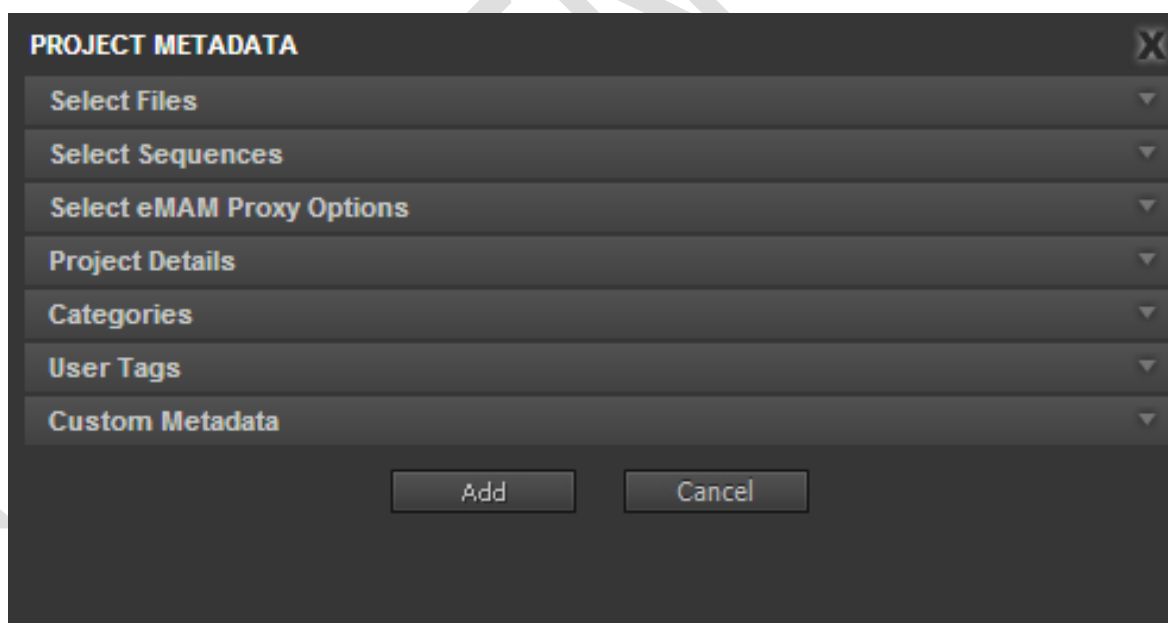 PROJECT METADATA X
Select Files
Select Sequences
Select eMAM Proxy Options
Project Details
Categories
User Tags
Custom Metadata
Add Cancel